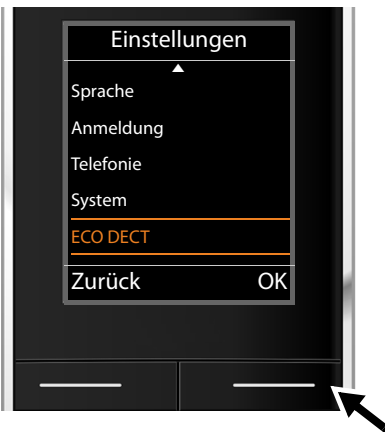 Einstellungen
Sprache
Anmeldung
Telefonie
System
ECO DECT
Zurück OK